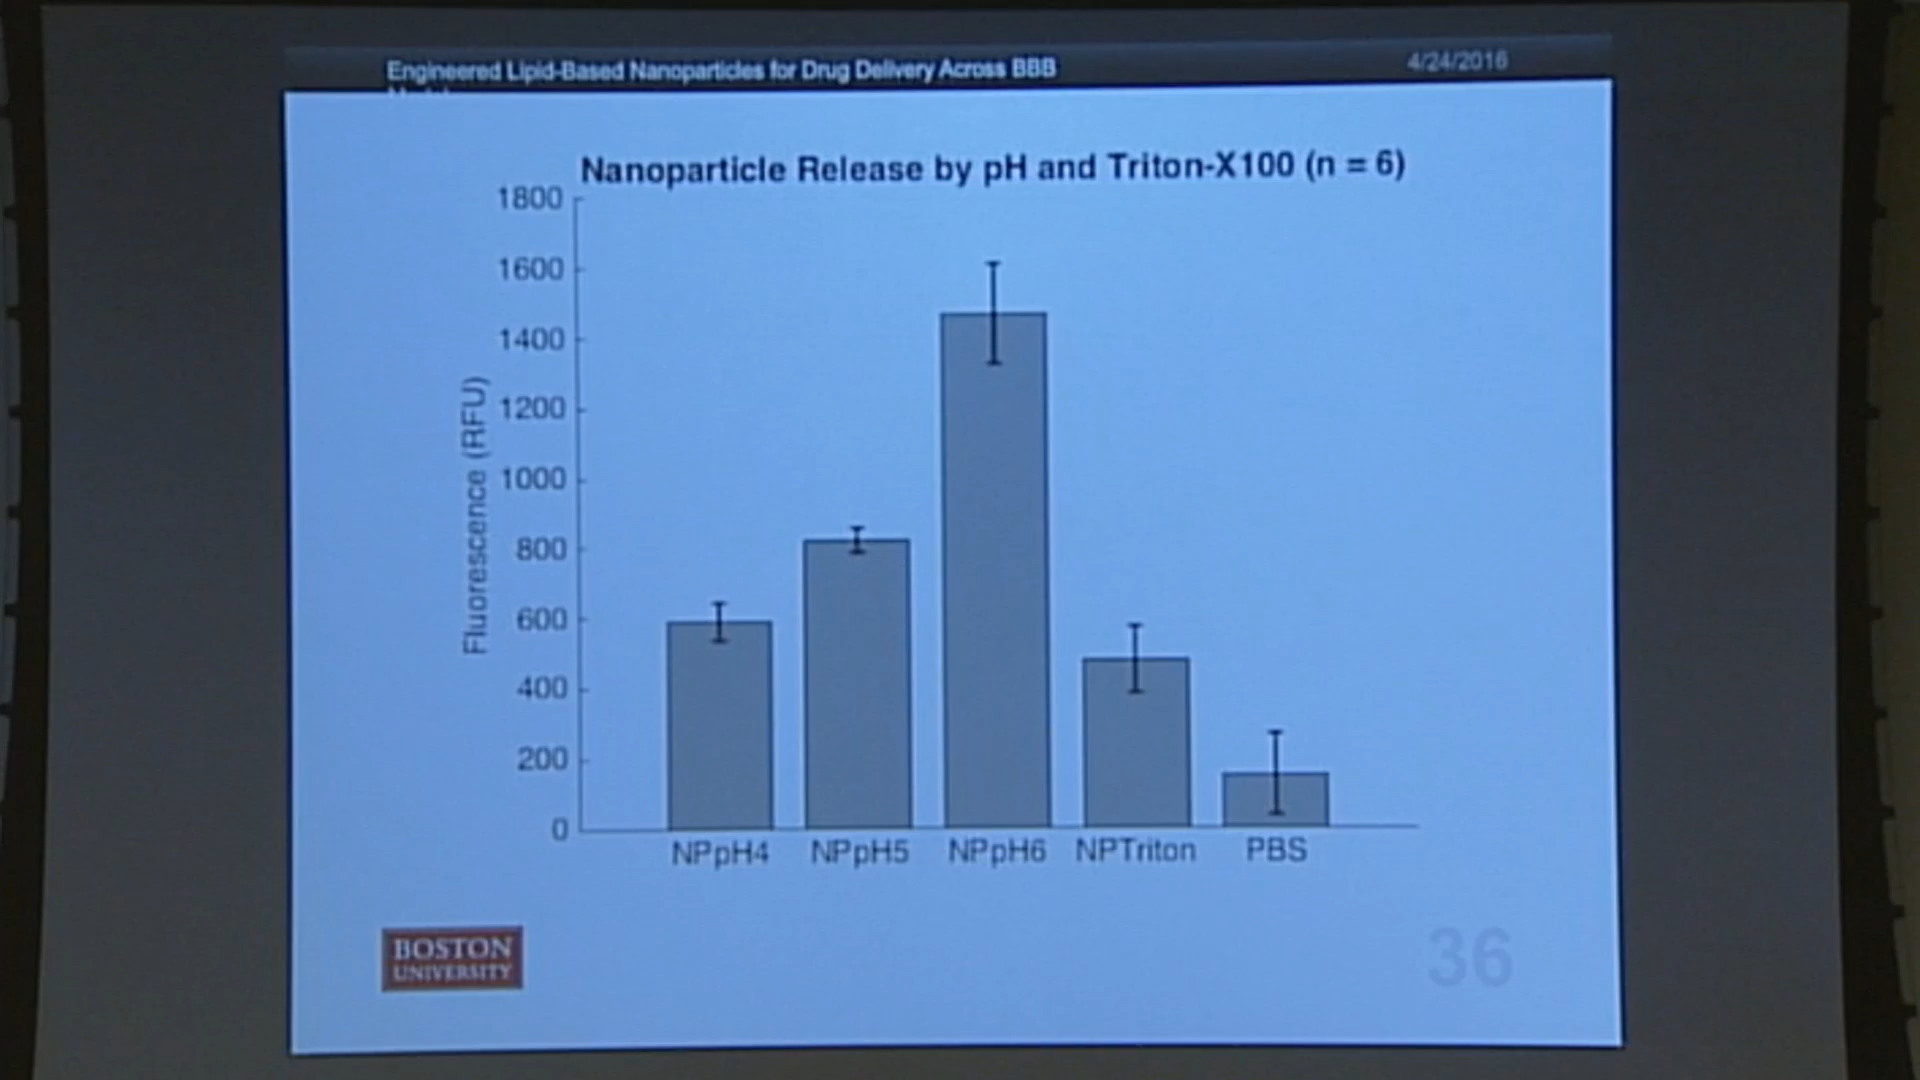 Engineered Lipid-Based Nanoparticles for Drug Delivery Across BBB
4/24/2016
Nanoparticle Release by pH and Triton-X100 (n = 6)
Fluorescence (RFU)
1800
1600
1400
1200
1000
800
600
400
200
0
NPpH4 NPpH5 NPpH6 NPTriton PBS
BOSTON
UNIVERSITY
36